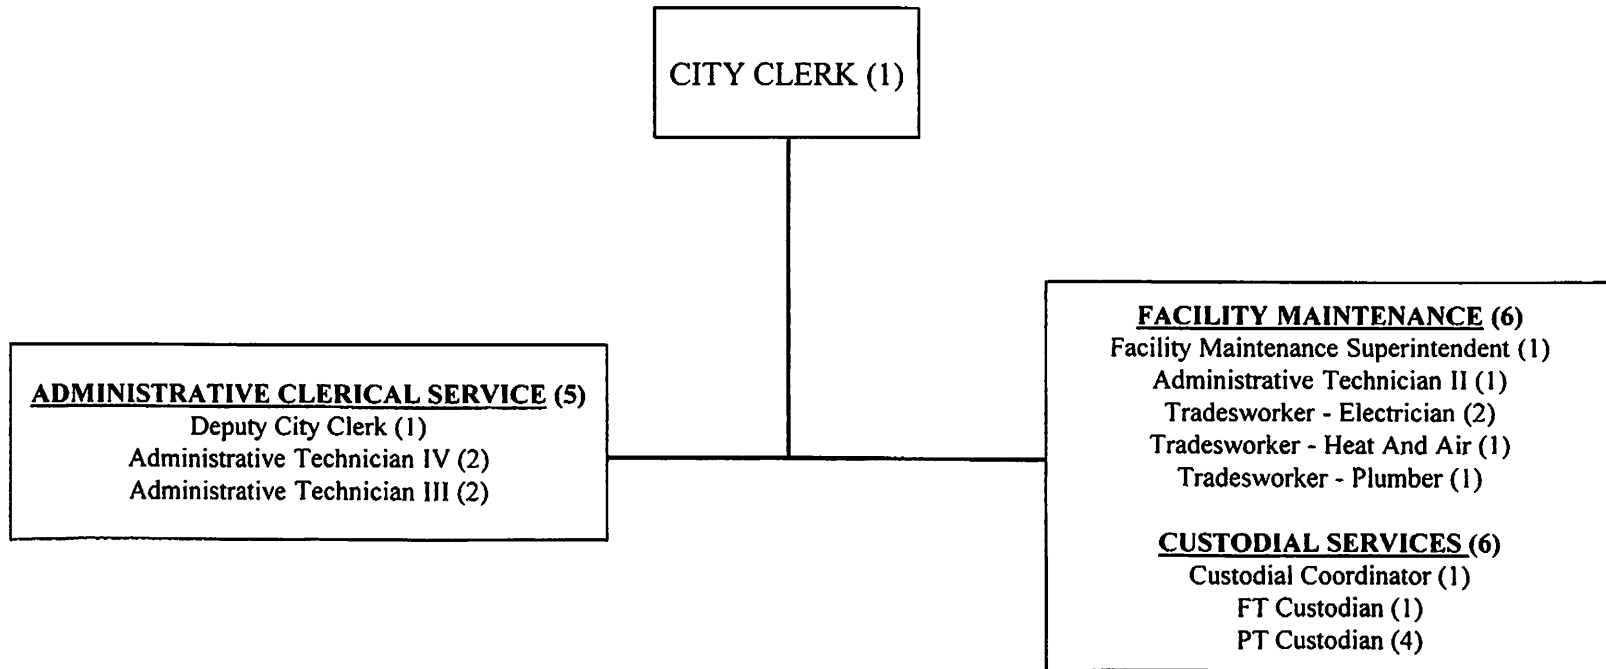 CITY CLERK (1)
ADMINISTRATIVE CLERICAL SERVICE (5)
Deputy City Clerk (1)
Administrative Technician IV (2)
Administrative Technician III (2)
FACILITY MAINTENANCE (6)
Facility Maintenance Superintendent (1)
Administrative Technician II (1)
Tradesworker - Electrician (2)
Tradesworker - Heat And Air (1)
Tradesworker - Plumber (1)
CUSTODIAL SERVICES (6)
Custodial Coordinator (1)
FT Custodian (1)
PT Custodian (4)